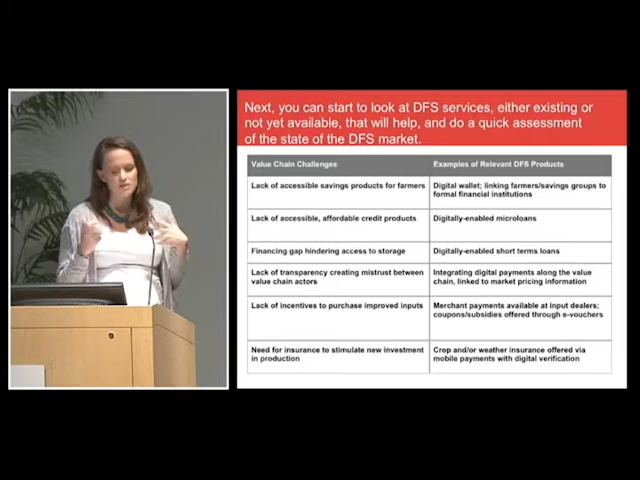 Next, you can start to look at DFS services, either existing or
not yet available, that will help, and do a quick assessment
of the state of the DFS market.
Value Chain Challenges
Examples of Relevant DFS Products
Lack of accessible savings products for farmers
Digital wallet; linking farmers/savings groups to
formal financial institutions
Lack of accessible, affordable credit products
Digitally-enabled microloans
Financing gap hindering access to storage
Digitally-enabled short terms loans
Lack of transparency creating mistrust between
value chain actors
Integrating digital payments along the value
chain, linked to market pricing information
Lack of incentives to purchase improved inputs
Merchant payments available at input dealers;
coupons/subsidies offered through e-vouchers
Need for insurance to stimulate new investment
in production
Crop and/or weather insurance offered via
mobile payments with digital verification